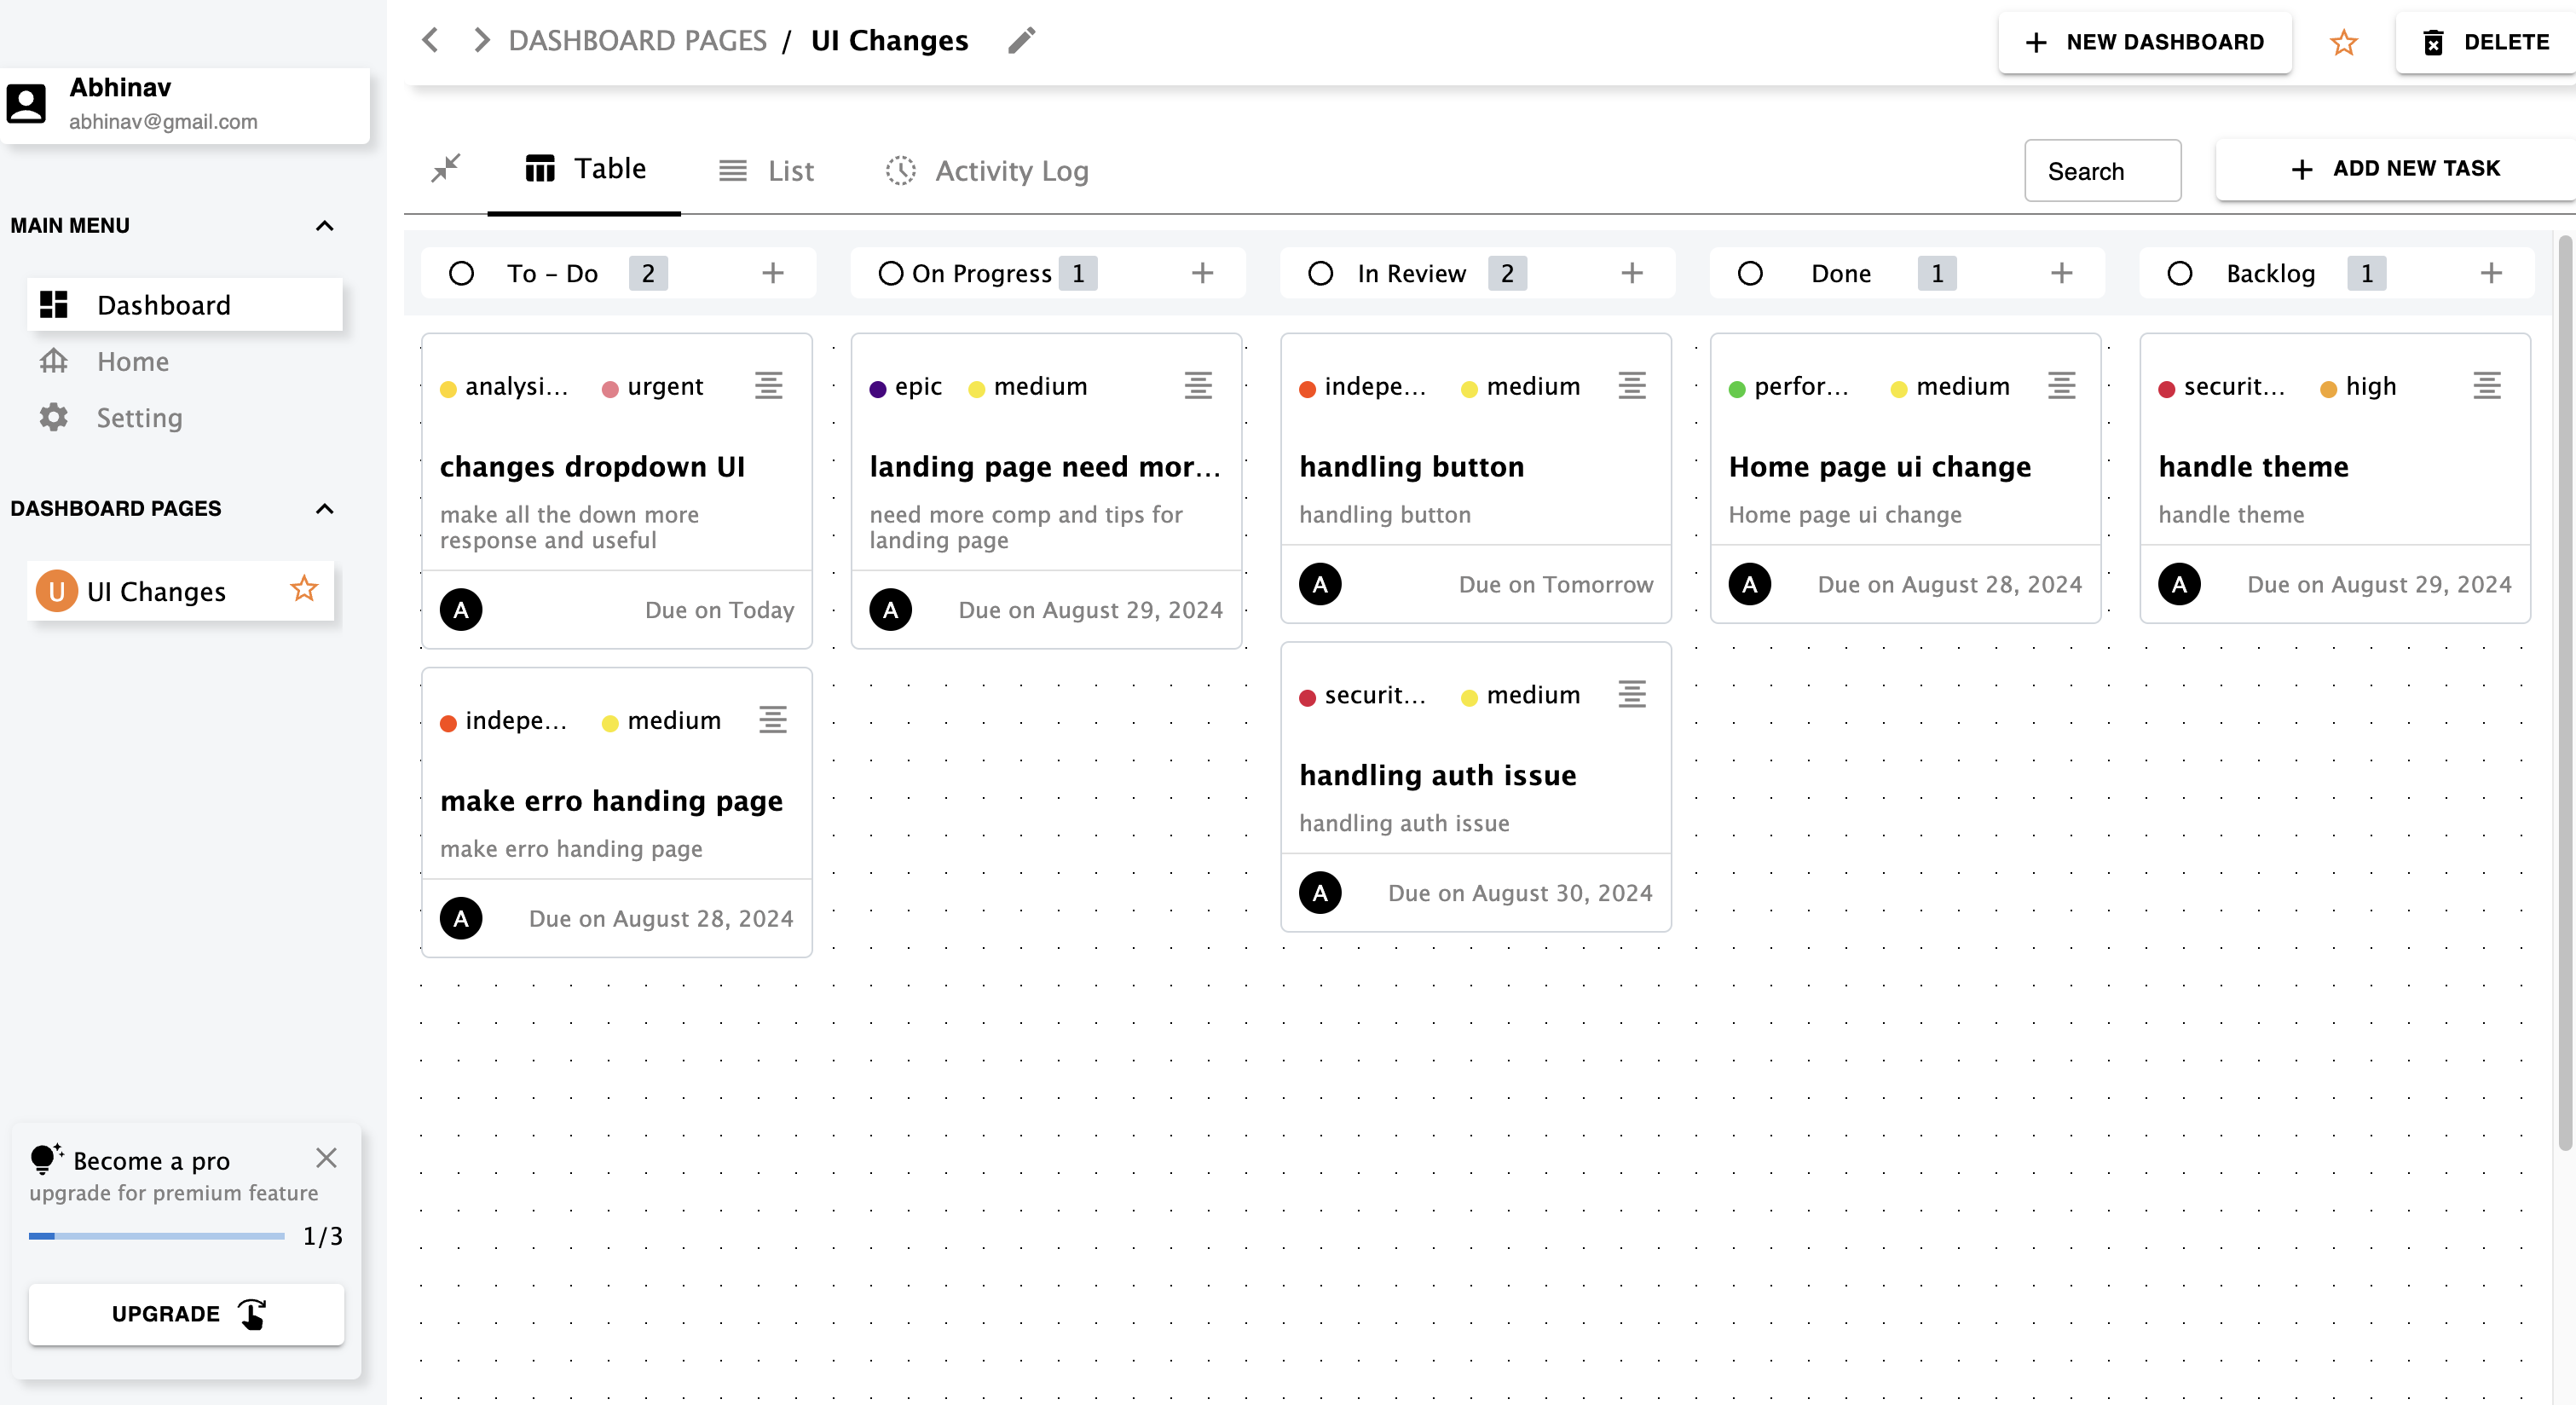 Abhinav
abhinav@gmail.com
MAIN MENU
Dashboard
Home
Setting
DASHBOARD PAGES
U UI Changes
Become a pro
upgrade for premium feature
1/3
UPGRADE
DASHBOARD PAGES / UI Changes
+ NEW DASHBOARD
DELETE
Table
List
Activity Log
Search
+ ADD NEW TASK
To - Do 2 +
analysi... urgent
changes dropdown UI
make all the down more
response and useful
A Due on Today
indepe... medium
make erro handing page
make erro handing page
A Due on August 28, 2024
On Progress 1 +
epic medium
landing page need mor...
need more comp and tips for
landing page
A Due on August 29, 2024
In Review 2 +
indepe... medium
handling button
handling button
A Due on Tomorrow
securit... medium
handling auth issue
handling auth issue
A Due on August 30, 2024
Done 1 +
perfor... medium
Home page ui change
Home page ui change
A Due on August 28, 2024
Backlog 1 +
securit... high
handle theme
handle theme
A Due on August 29, 2024